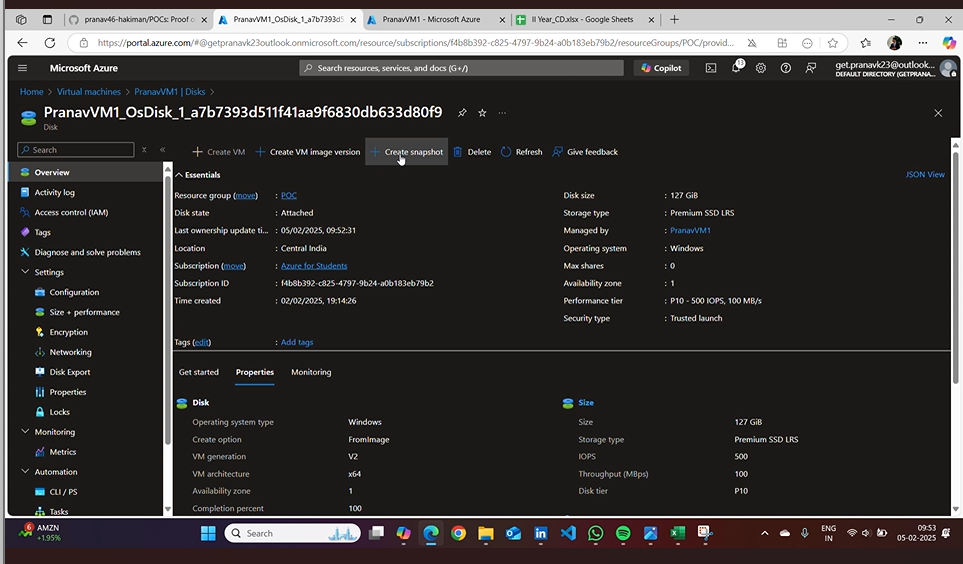 pranav46-hakiman/POCs: Proof o
PranavVM1_OsDisk_1_a7b7393d511f
PranavVM1 - Microsoft Azure
II Year_CD.xlsx - Google Sheets
https://portal.azure.com/#@getpranavk23outlook.onmicrosoft.com/resource/subscriptions/f4b8b392-c825-4797-9b24-a0b183eb79b2/resourceGroups/POC/provid...
Microsoft Azure
Search resources, services, and docs (G+/)
Copilot
13
get.pranavk23@outlook...
DEFAULT DIRECTORY (GETPRANA...
Home > Virtual machines > PranavVM1 | Disks >
PranavVM1_OsDisk_1_a7b7393d511f41aa9f6830db633d80f9
Disk
Search
Create VM
Create VM image version
Create snapshot
Delete
Refresh
Give feedback
Overview
Activity log
Access control (IAM)
Tags
Diagnose and solve problems
Settings
Configuration
Size + performance
Encryption
Networking
Disk Export
Properties
Locks
Monitoring
Metrics
Automation
CLI / PS
Tasks
Essentials
JSON View
Resource group (move) : POC
Disk state : Attached
Last ownership update ti... : 05/02/2025, 09:52:31
Location : Central India
Subscription (move) : Azure for Students
Subscription ID : f4b8b392-c825-4797-9b24-a0b183eb79b2
Time created : 02/02/2025, 19:14:26
Tags (edit) : Add tags
Disk size : 127 GiB
Storage type : Premium SSD LRS
Managed by : PranavVM1
Operating system : Windows
Max shares : 0
Availability zone : 1
Performance tier : P10 - 500 IOPS, 100 MB/s
Security type : Trusted launch
Get started
Properties
Monitoring
Disk
Operating system type Windows
Create option FromImage
VM generation V2
VM architecture x64
Availability zone 1
Completion percent 100
Size
Size 127 GiB
Storage type Premium SSD LRS
IOPS 500
Throughput (MBps) 100
Disk tier P10
6
AMZN
+1.95%
Search
ENG
IN
09:53
05-02-2025